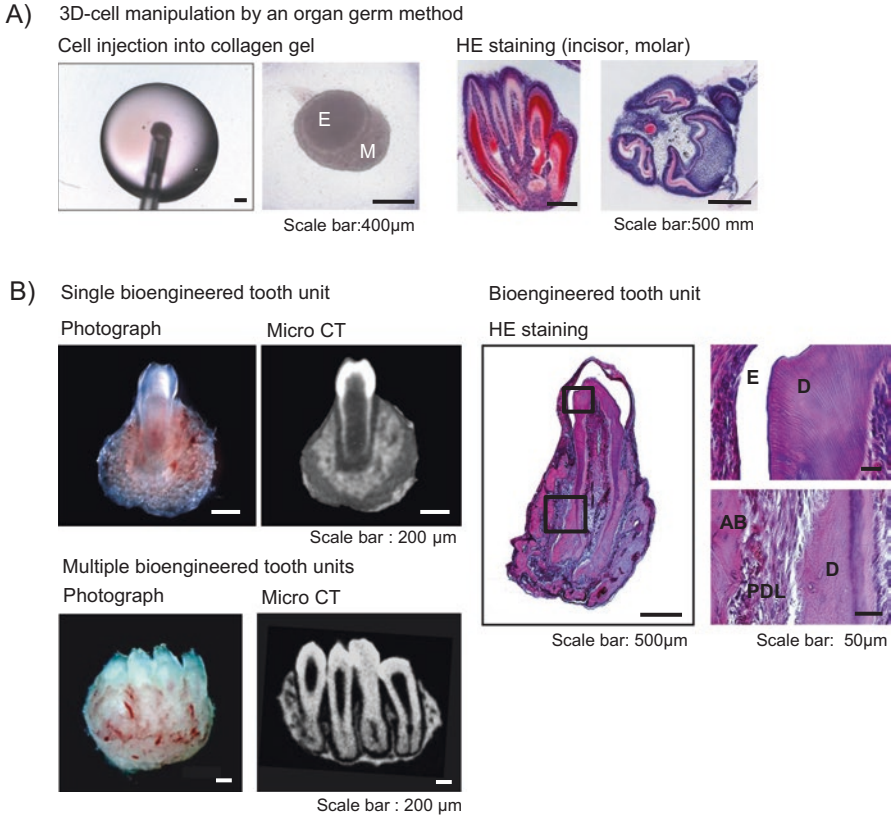 A) 3D-cell manipulation by an organ germ method
Cell injection into collagen gel
HE staining (incisor, molar)
E
M
Scale bar:400μm
Scale bar:500 mm
B) Single bioengineered tooth unit
Photograph
Micro CT
Scale bar : 200 μm
Multiple bioengineered tooth units
Photograph
Micro CT
Scale bar : 200 μm
Bioengineered tooth unit
HE staining
E
D
AB
PDL
D
Scale bar: 500μm
Scale bar: 50μm